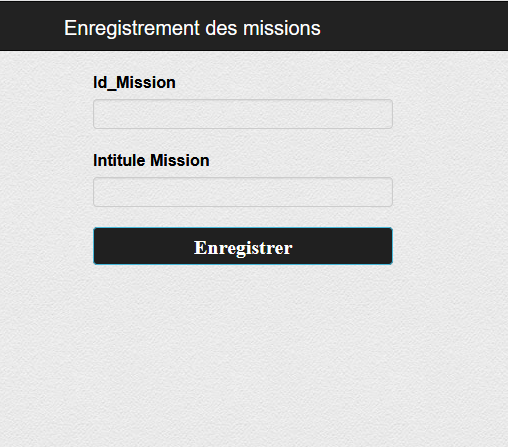 Enregistrement des missions
Id_Mission
Intitule Mission
Enregistrer